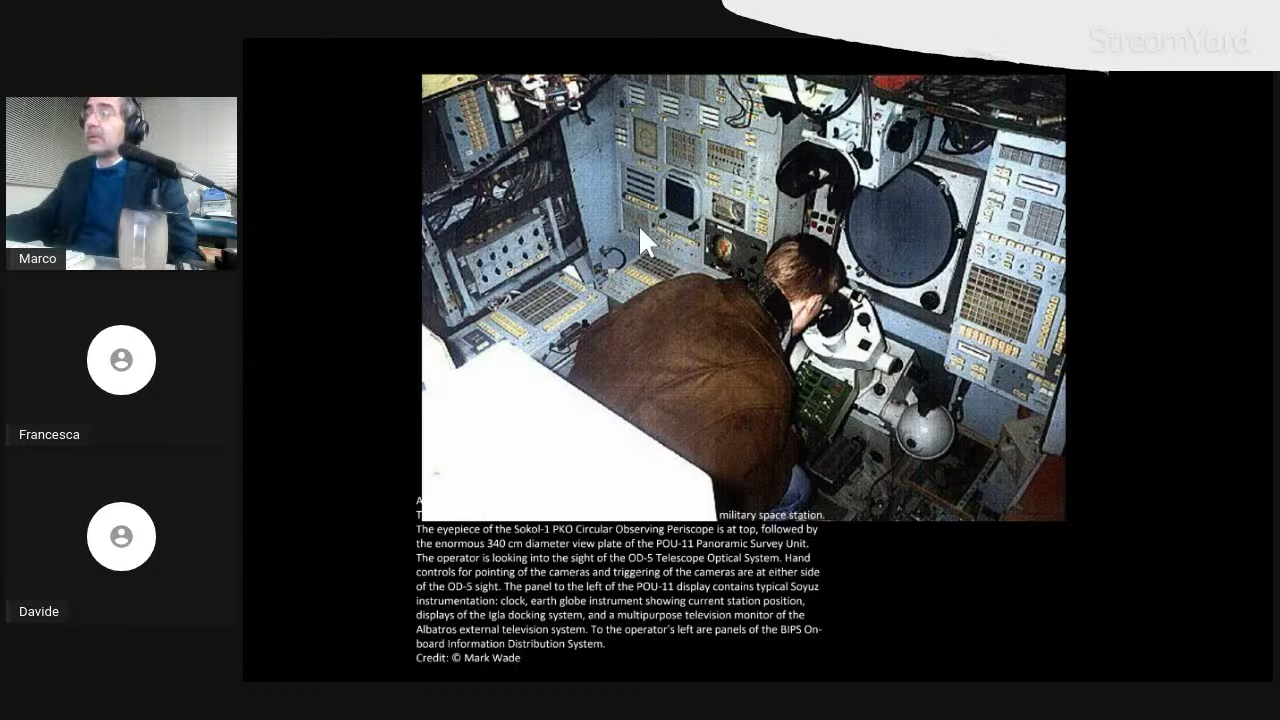 StreamYard
Marco
Francesca
Davide
A
T military space station.
The eyepiece of the Sokol-1 PKO Circular Observing Periscope is at top, followed by
the enormous 340 cm diameter view plate of the POU-11 Panoramic Survey Unit.
The operator is looking into the sight of the OD-5 Telescope Optical System. Hand
controls for pointing of the cameras and triggering of the cameras are at either side
of the OD-5 sight. The panel to the left of the POU-11 display contains typical Soyuz
instrumentation: clock, earth globe instrument showing current station position,
displays of the Igla docking system, and a multipurpose television monitor of the
Albatros external television system. To the operator's left are panels of the BIPS On-
board Information Distribution System.
Credit: © Mark Wade